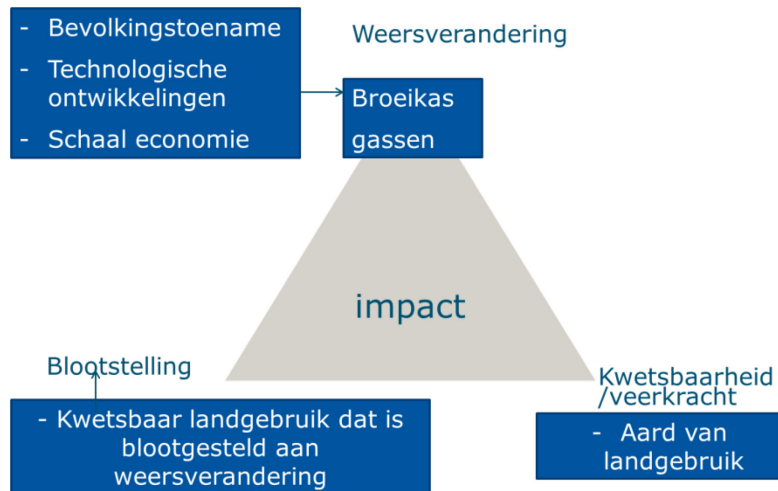 - Bevolkingstoename
- Technologische
ontwikkelingen
- Schaal economie
Weersverandering
Broeikas
gassen
impact
Blootstelling
- Kwetsbaar landgebruik dat is
blootgesteld aan
weersverandering
Kwetsbaarheid
/veerkracht
- Aard van
landgebruik